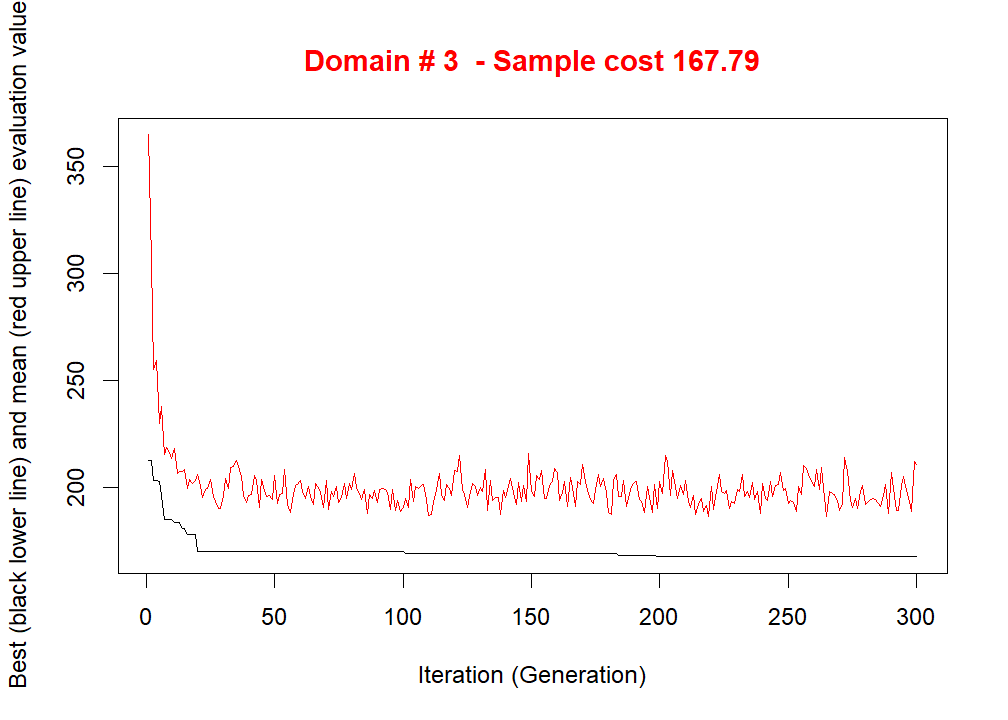 Domain # 3  - Sample cost 167.79
Best (black lower line) and mean (red upper line) evaluation value
350
300
250
200
0 50 100 150 200 250 300
Iteration (Generation)